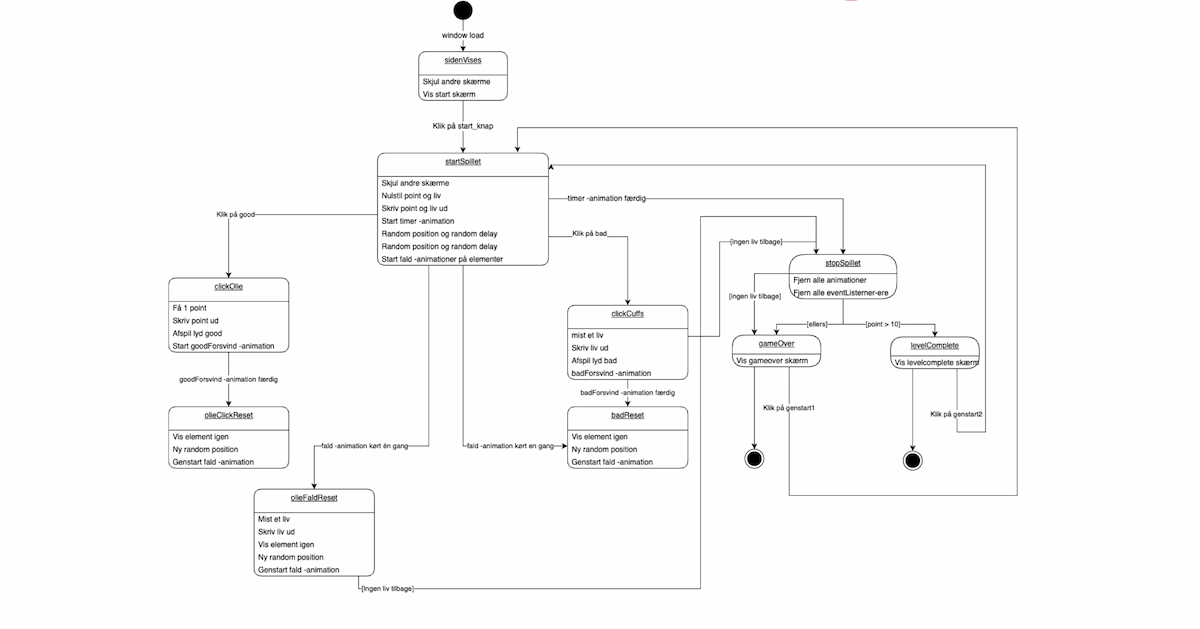 window load
sidenVises
Skjul andre skærme
Vis start skærm
Klik på start_knap
startSpillet
Skjul andre skærme
Nulstil point og liv
Skriv point og liv ud
Start timer -animation
Random position og random delay
Random position og random delay
Start fald -animationer på elementer
Klik på good
timer -animation færdig
Klik på bad
[ingen liv tilbage]
stopSpillet
Fjern alle animationer
Fjern alle eventListerner-ere
[ingen liv tilbage]
[ellers]
[point > 10]
clickOlie
Få 1 point
Skriv point ud
Afspil lyd good
Start goodForsvind -animation
clickCuffs
mist et liv
Skriv liv ud
Afspil lyd bad
badForsvind -animation
gameOver
Vis gameover skærm
levelComplete
Vis levelcomplete skærm
goodForsvind -animation færdig
badForsvind -animation færdig
Klik på genstart1
Klik på genstart2
olieClickReset
Vis element igen
Ny random position
Genstart fald -animation
badReset
Vis element igen
Ny random position
Genstart fald -animation
fald -animation kørt én gang
fald -animation kørt en gang
olieFaldReset
Mist et liv
Skriv liv ud
Vis element igen
Ny random position
Genstart fald -animation
[Ingen liv tilbage]